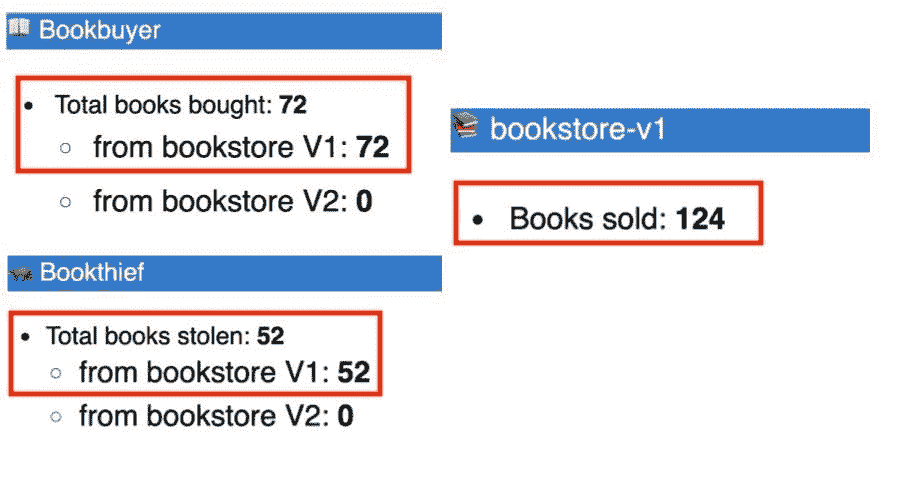 Bookbuyer
Total books bought: 72
from bookstore V1: 72
from bookstore V2: 0
Bookthief
Total books stolen: 52
from bookstore V1: 52
from bookstore V2: 0
bookstore-v1
Books sold: 124